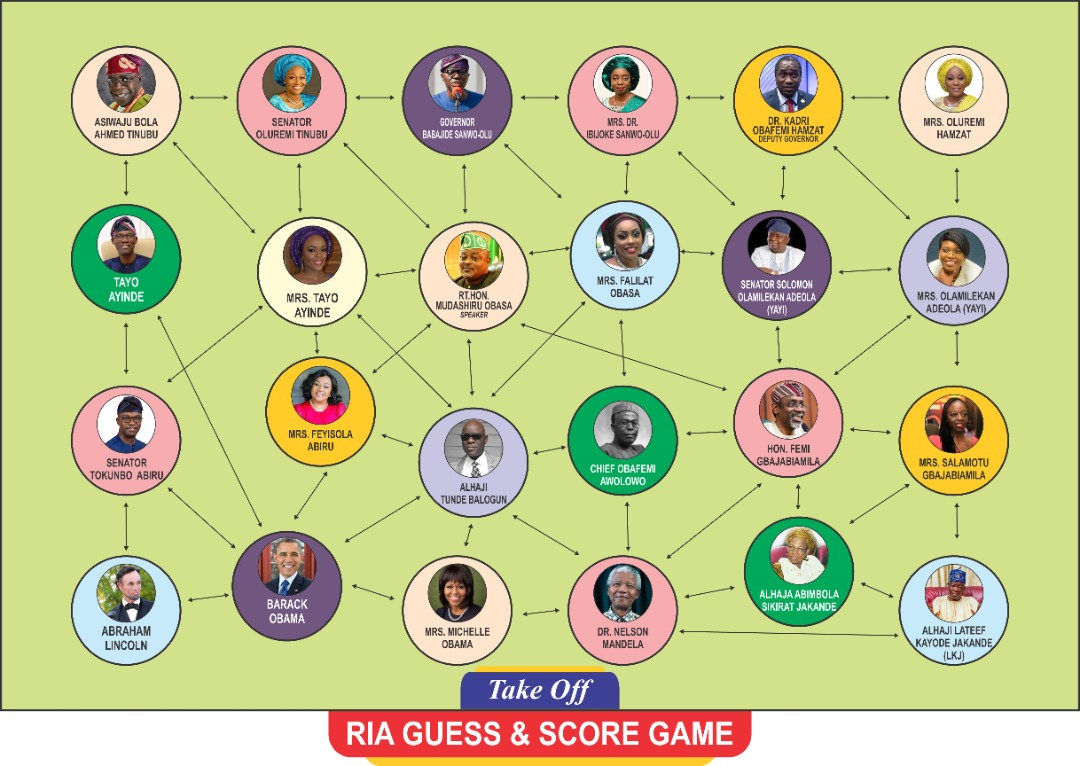 ASIWAJU BOLA
AHMED TINUBU
SENATOR
OLUREMI TINUBU
GOVERNOR
BABAJIDE SANWO-OLU
MRS. DR.
IBIJOKE SANWO-OLU
DR. KADRI
OBAFEMI HAMZAT
DEPUTY GOVERNOR
MRS. OLUREMI
HAMZAT
TAYO
AYINDE
MRS. TAYO
AYINDE
RT.HON.
MUDASHIRU OBASA
SPEAKER
MRS. FALILAT
OBASA
SENATOR SOLOMON
OLAMILEKAN ADEOLA
(YAYI)
MRS. OLAMILEKAN
ADEOLA (YAYI)
SENATOR
TOKUNBO ABIRU
MRS. FEYISOLA
ABIRU
ALHAJI
TUNDE BALOGUN
CHIEF OBAFEMI
AWOLOWO
HON. FEMI
GBAJABIAMILA
MRS. SALAMOTU
GBAJABIAMILA
ABRAHAM
LINCOLN
BARACK
OBAMA
MRS. MICHELLE
OBAMA
DR. NELSON
MANDELA
ALHAJA ABIMBOLA
SIKIRAT JAKANDE
ALHAJI LATEEF
KAYODE JAKANDE
(LKJ)
Take Off
RIA GUESS & SCORE GAME